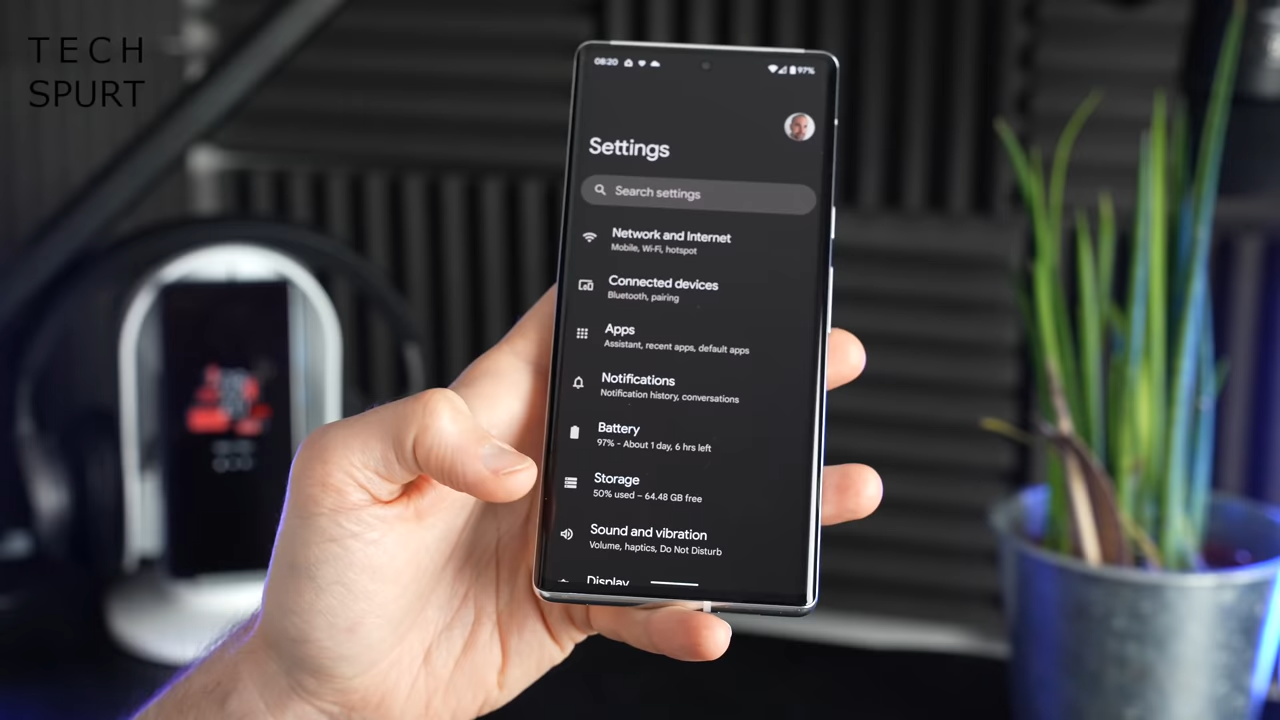 TECH
SPURT
08:20
97%
Settings
Search settings
Network and Internet
Mobile, Wi-Fi, hotspot
Connected devices
Bluetooth, pairing
Apps
Assistant, recent apps, default apps
Notifications
Notification history, conversations
Battery
97% - About 1 day, 6 hrs left
Storage
50% used – 64.48 GB free
Sound and vibration
Volume, haptics, Do Not Disturb
Display